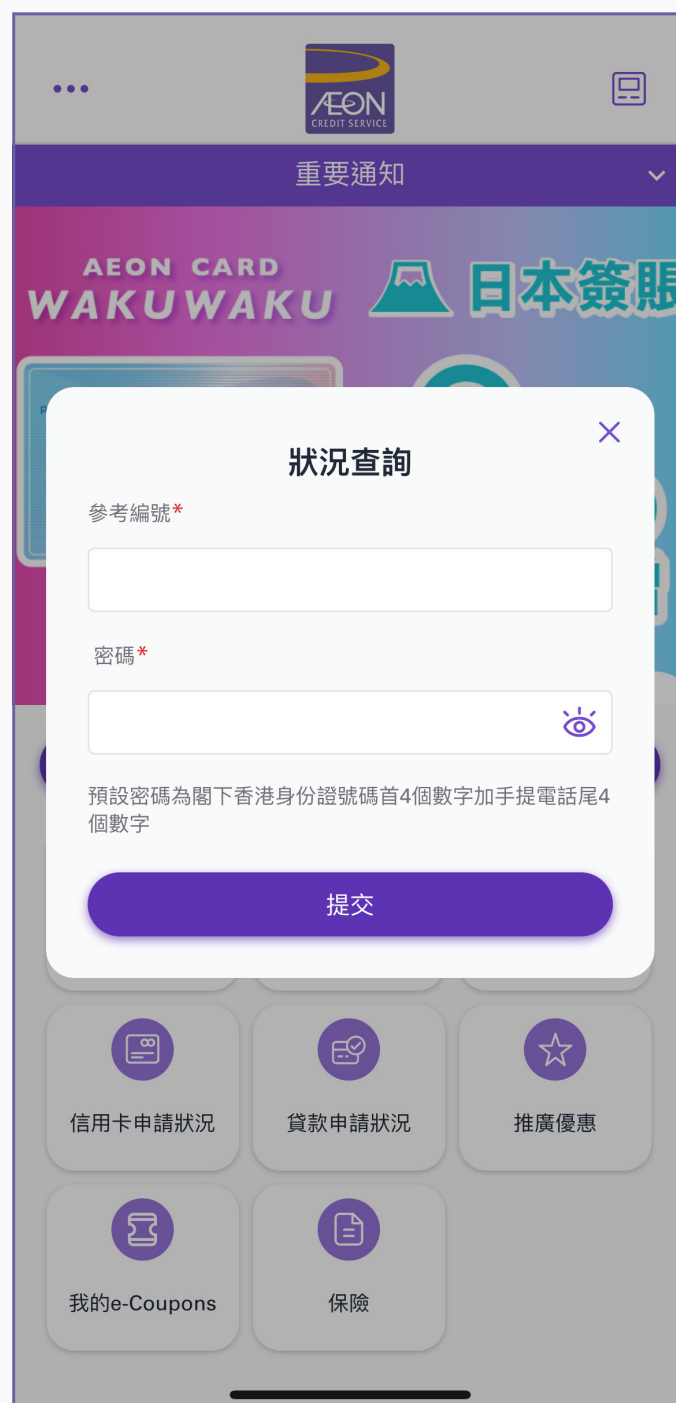 ÆON
CREDIT SERVICE
重要通知
AEON CARD
WAKUWAKU
日本簽賬
狀況查詢
參考編號*
密碼*
預設密碼為閣下香港身份證號碼首4個數字加手提電話尾4
個數字
提交
信用卡申請狀況
貸款申請狀況
推廣優惠
我的e-Coupons
保險